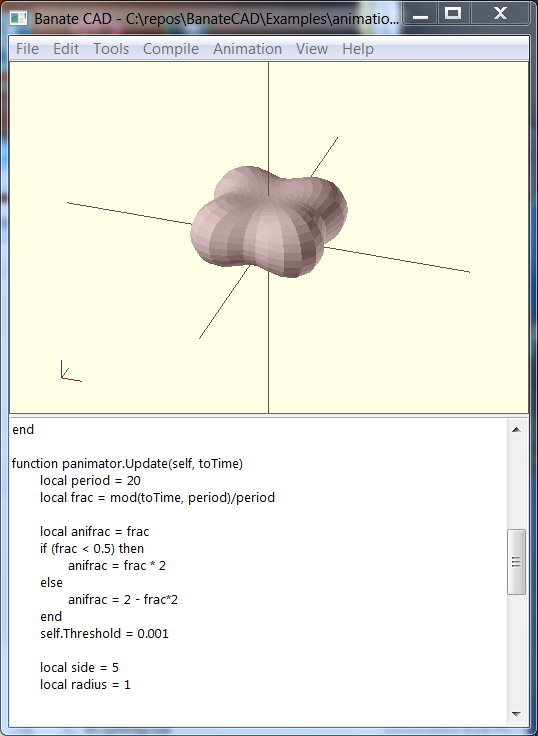 Banate CAD - C:\repos\BanateCAD\Examples\animatio...
File Edit Tools Compile Animation View Help
end
function panimator.Update(self, toTime)
local period = 20
local frac = mod(toTime, period)/period
local anifrac = frac
if (frac < 0.5) then
anifrac = frac * 2
else
anifrac = 2 - frac*2
end
self.Threshold = 0.001
local side = 5
local radius = 1